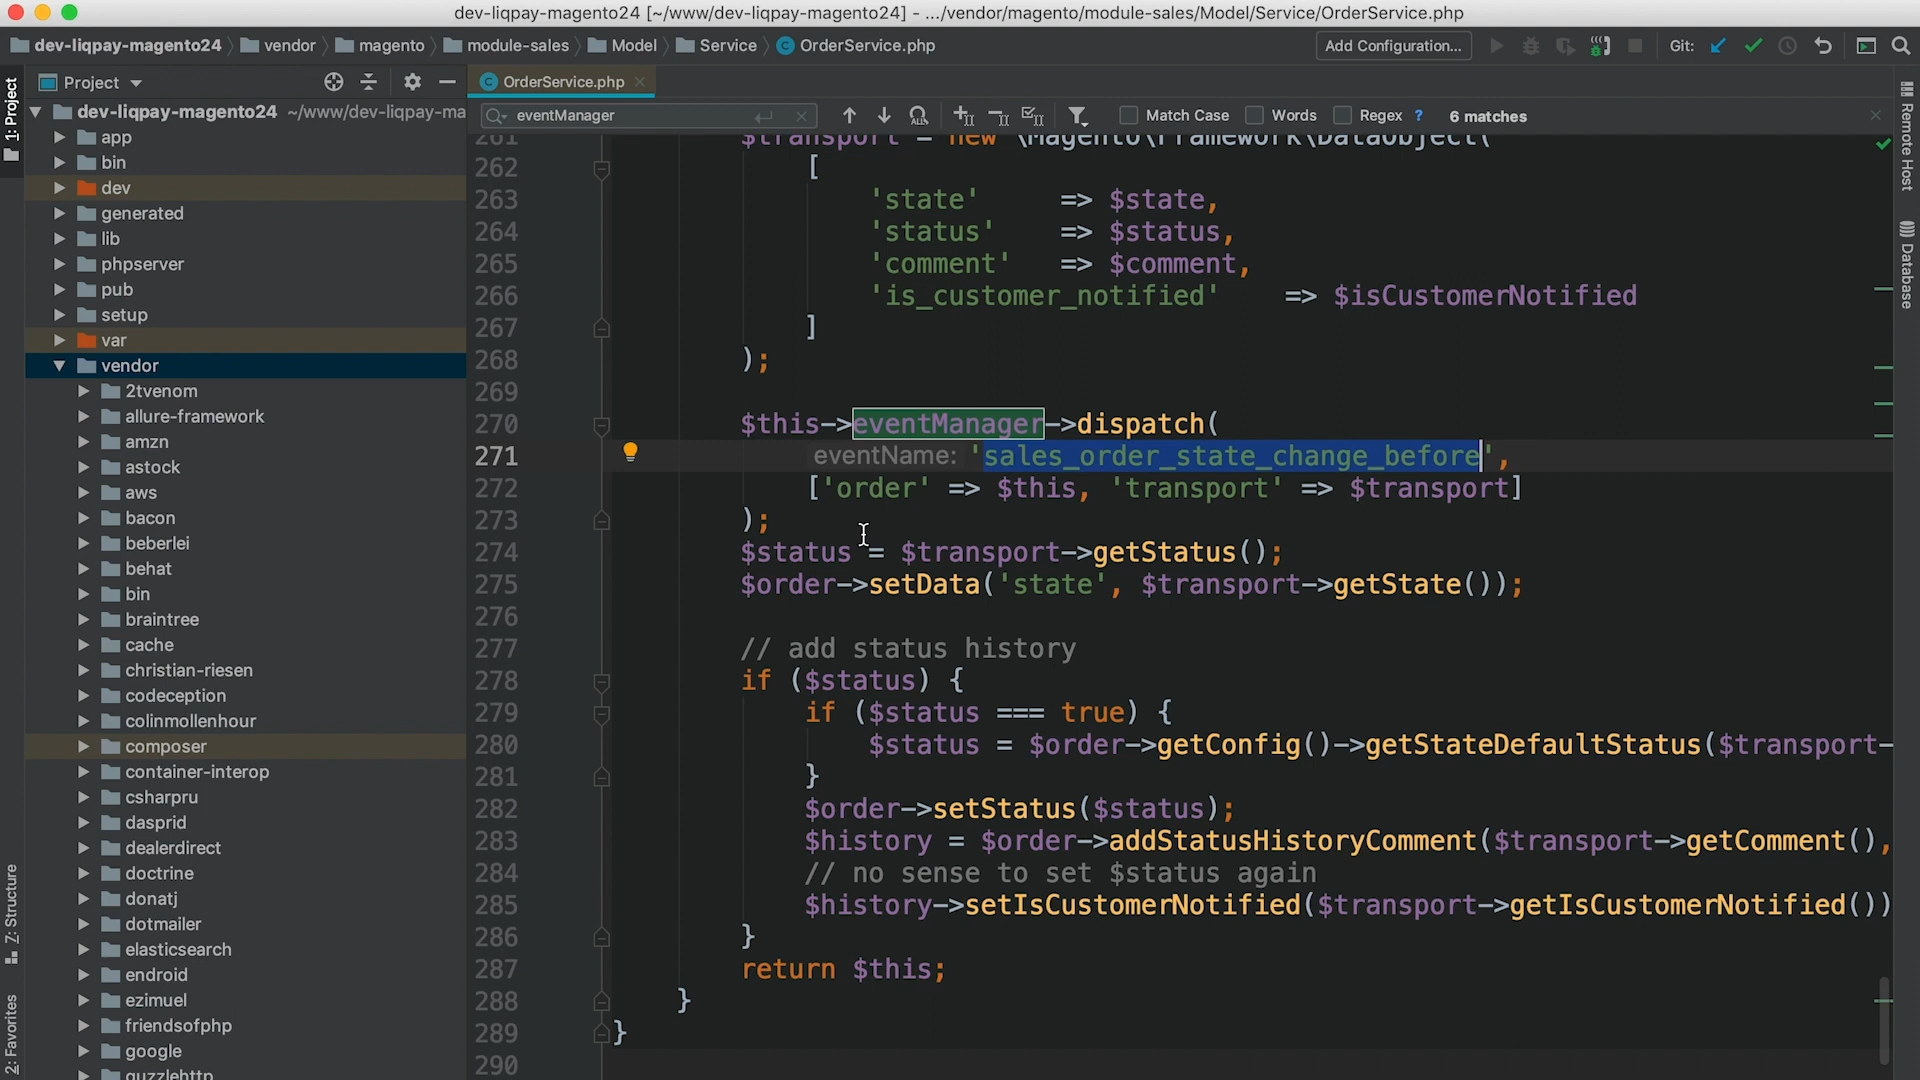 dev-liqpay-magento24 [~/www/dev-liqpay-magento24] - .../vendor/magento/module-sales/Model/Service/OrderService.php
dev-liqpay-magento24 vendor magento module-sales Model Service OrderService.php Add Configuration... Git:
Project OrderService.php
eventManager Match Case Words Regex ? 6 matches
1: Project
Z: Structure
2: Favorites
dev-liqpay-magento24 ~/www/dev-liqpay-ma
app
bin
dev
generated
lib
phpserver
pub
setup
var
vendor
2tvenom
allure-framework
amzn
astock
aws
bacon
beberlei
behat
bin
braintree
cache
christian-riesen
codeception
colinmollenhour
composer
container-interop
csharpru
dasprid
dealerdirect
doctrine
donatj
dotmailer
elasticsearch
endroid
ezimuel
friendsofphp
google
guzzlehttp
261 $transport = new \Magento\Framework\DataObject(
262 [
263 'state' => $state,
264 'status' => $status,
265 'comment' => $comment,
266 'is_customer_notified' => $isCustomerNotified
267 ]
268 );
269
270 $this->eventManager->dispatch(
271 eventName: 'sales_order_state_change_before',
272 ['order' => $this, 'transport' => $transport]
273 );
274 $status = $transport->getStatus();
275 $order->setData('state', $transport->getState());
276
277 // add status history
278 if ($status) {
279 if ($status === true) {
280 $status = $order->getConfig()->getStateDefaultStatus($transport-
281 }
282 $order->setStatus($status);
283 $history = $order->addStatusHistoryComment($transport->getComment(),
284 // no sense to set $status again
285 $history->setIsCustomerNotified($transport->getIsCustomerNotified())
286 }
287 return $this;
288 }
289 }
290
Remote Host
Database